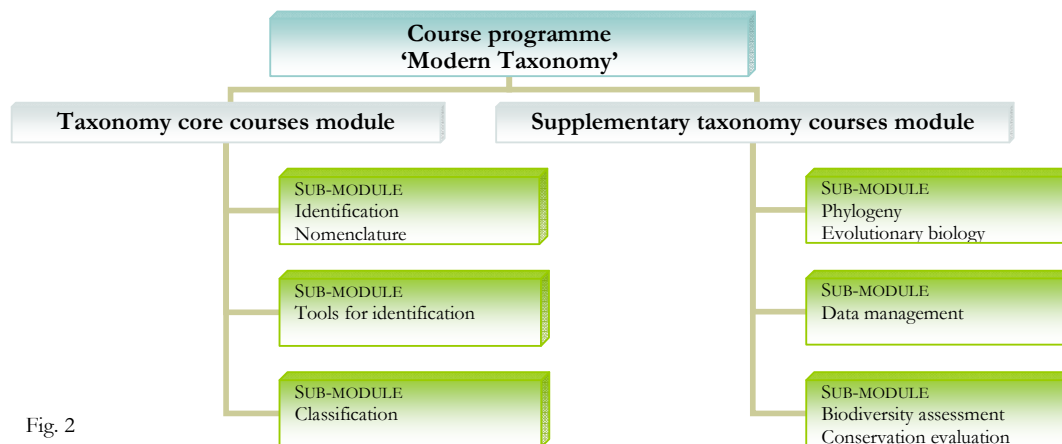 Course programme
‘Modern Taxonomy’
Taxonomy core courses module
Supplementary taxonomy courses module
SUB-MODULE
Identification
Nomenclature
SUB-MODULE
Tools for identification
SUB-MODULE
Classification
SUB-MODULE
Phylogeny
Evolutionary biology
SUB-MODULE
Data management
SUB-MODULE
Biodiversity assessment
Conservation evaluation
Fig. 2